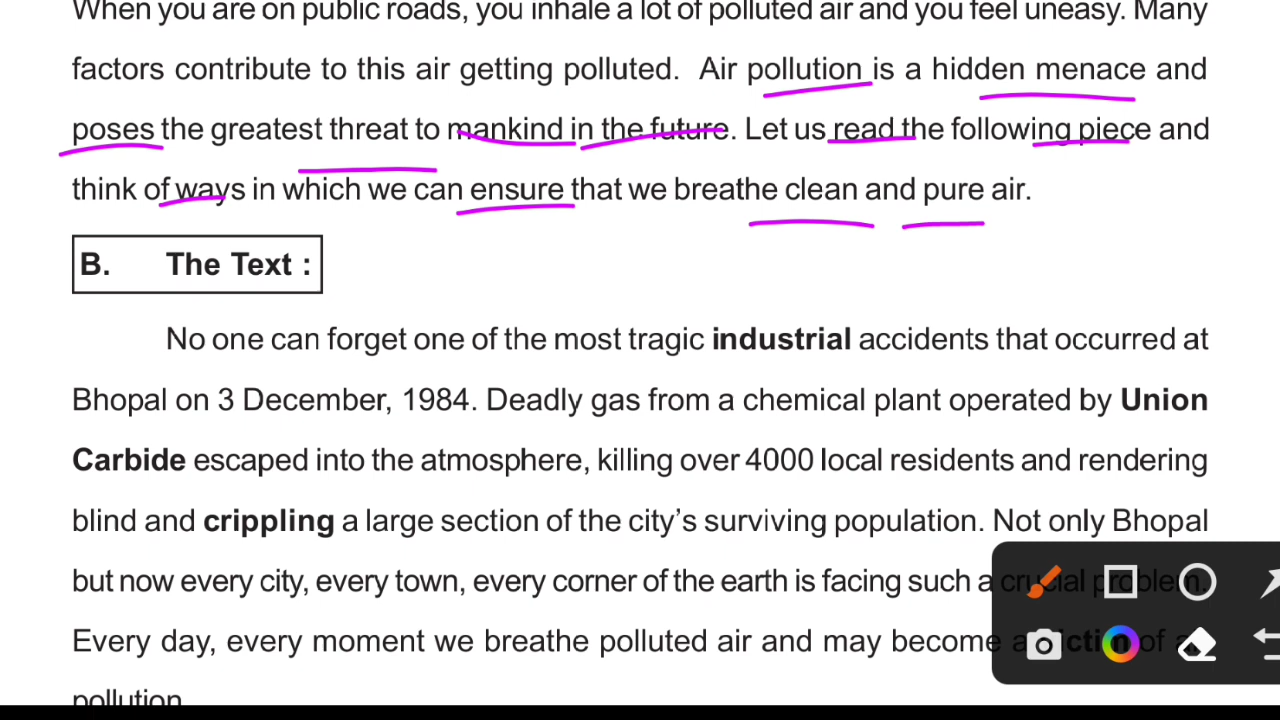 When you are on public roads, you inhale a lot of polluted air and you feel uneasy. Many
factors contribute to this air getting polluted. Air pollution is a hidden menace and
poses the greatest threat to mankind in the future. Let us read the following piece and
think of ways in which we can ensure that we breathe clean and pure air.
B. The Text :
No one can forget one of the most tragic industrial accidents that occurred at
Bhopal on 3 December, 1984. Deadly gas from a chemical plant operated by Union
Carbide escaped into the atmosphere, killing over 4000 local residents and rendering
blind and crippling a large section of the city's surviving population. Not only Bhopal
but now every city, every town, every corner of the earth is facing such a crucial problem.
Every day, every moment we breathe polluted air and may become a victim of
pollution.